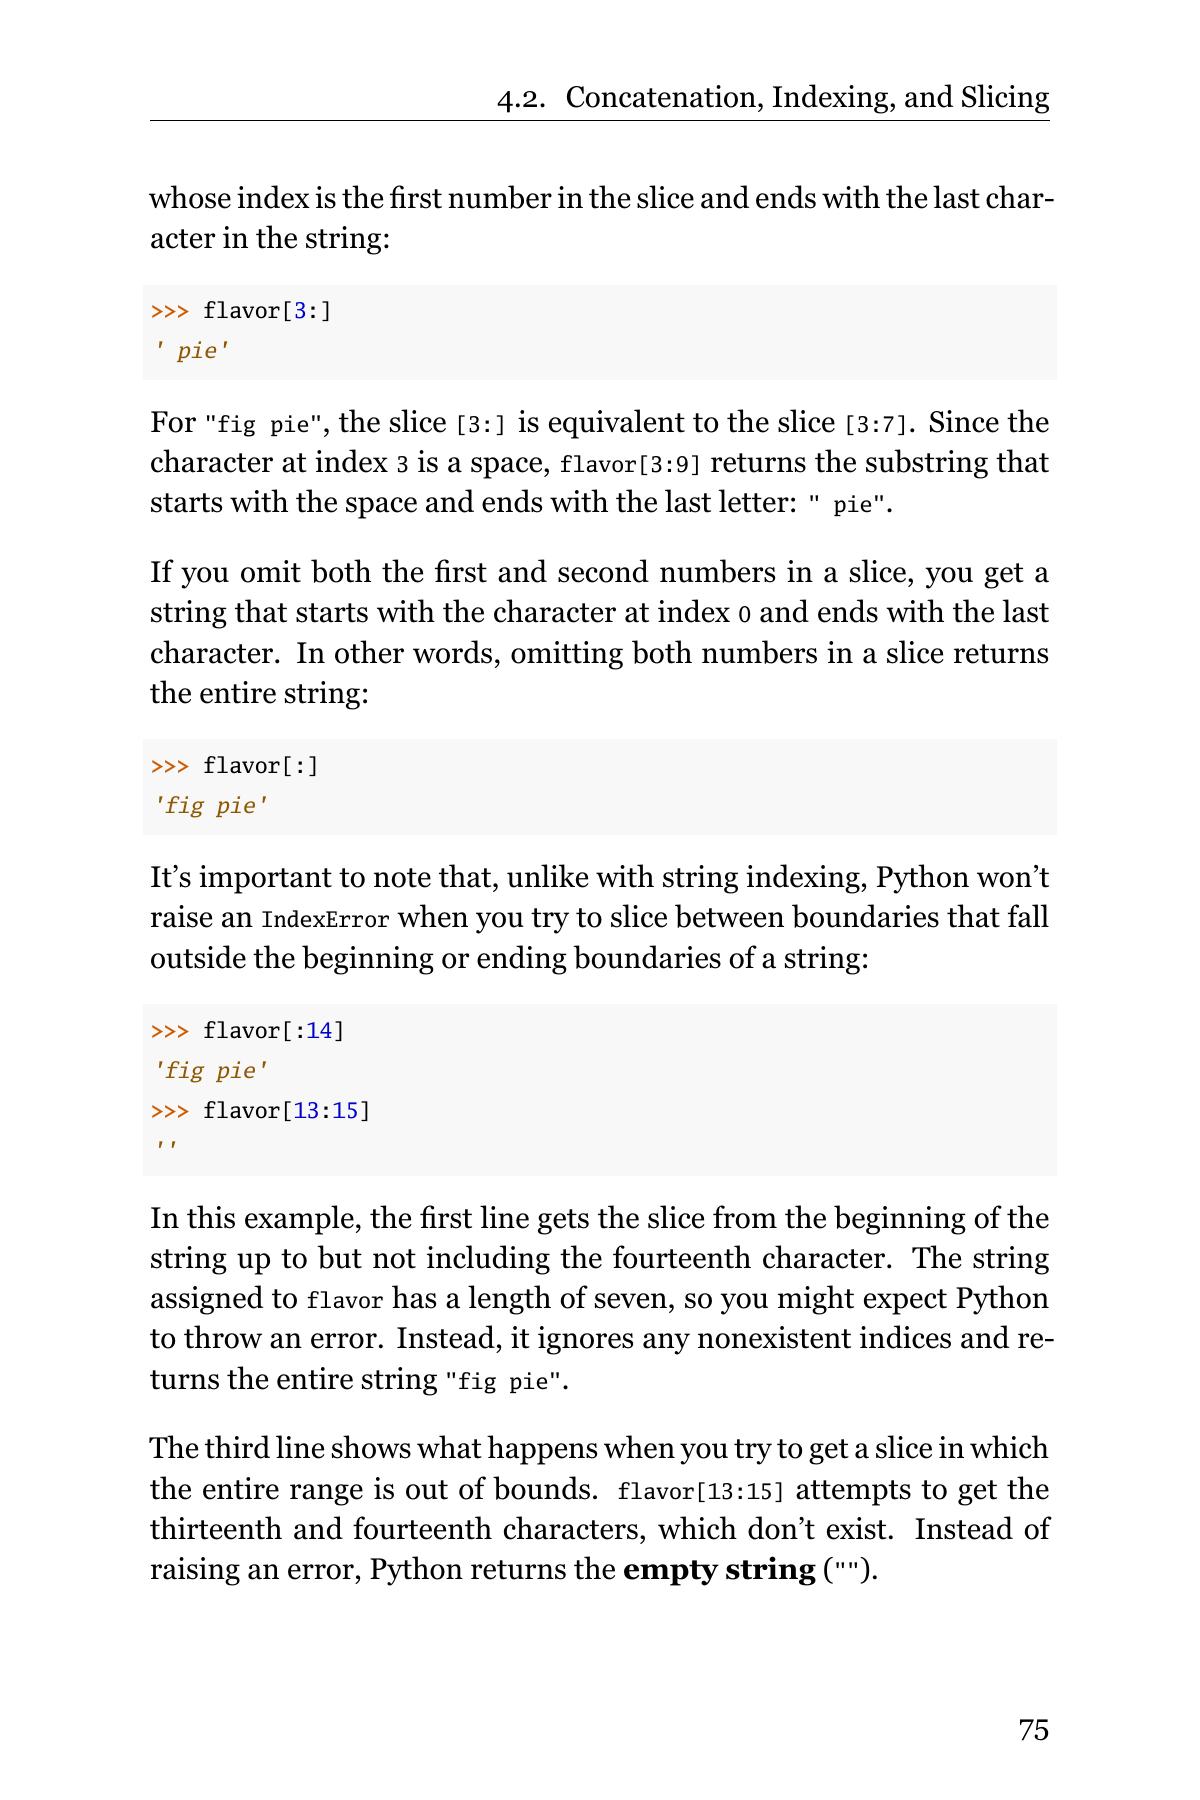 4.2. Concatenation, Indexing, and Slicing
whose index is the first number in the slice and ends with the last char-
acter in the string:
>>> flavor[3:]
' pie'
For "fig pie", the slice [3:] is equivalent to the slice [3:7]. Since the
character at index 3 is a space, flavor[3:9] returns the substring that
starts with the space and ends with the last letter: " pie".
If you omit both the first and second numbers in a slice, you get a
string that starts with the character at index 0 and ends with the last
character. In other words, omitting both numbers in a slice returns
the entire string:
>>> flavor[:]
'fig pie'
It’s important to note that, unlike with string indexing, Python won’t
raise an IndexError when you try to slice between boundaries that fall
outside the beginning or ending boundaries of a string:
>>> flavor[:14]
'fig pie'
>>> flavor[13:15]
''
In this example, the first line gets the slice from the beginning of the
string up to but not including the fourteenth character. The string
assigned to flavor has a length of seven, so you might expect Python
to throw an error. Instead, it ignores any nonexistent indices and re-
turns the entire string "fig pie".
The third line shows what happens when you try to get a slice in which
the entire range is out of bounds. flavor[13:15] attempts to get the
thirteenth and fourteenth characters, which don’t exist. Instead of
raising an error, Python returns the empty string ("").
75